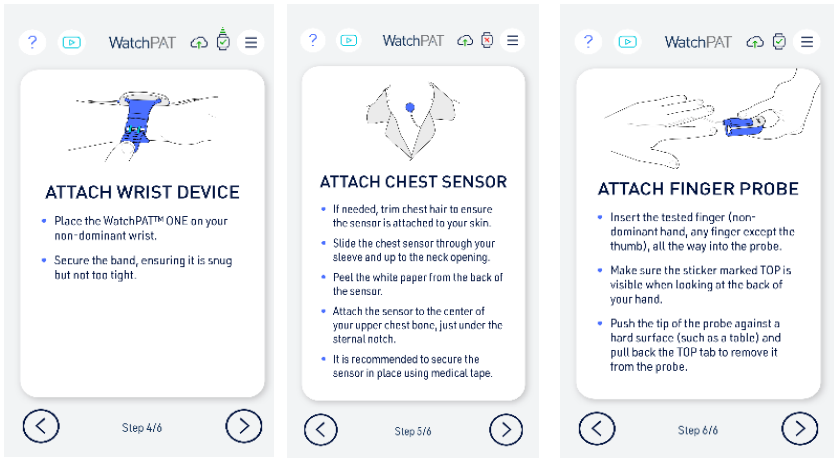 ? WatchPAT
ATTACH WRIST DEVICE
• Place the WatchPAT™ ONE on your
non-dominant wrist.
• Secure the band, ensuring it is snug
but not too tight.
Step 4/6
? WatchPAT
ATTACH CHEST SENSOR
• If needed, trim chest hair to ensure
the sensor is attached to your skin.
• Slide the chest sensor through your
sleeve and up to the neck opening.
• Peel the white paper from the back of
the sensor.
• Attach the sensor to the center of
your upper chest bone, just under the
sternal notch.
• It is recommended to secure the
sensor in place using medical tape.
Step 5/6
? WatchPAT
ATTACH FINGER PROBE
• Insert the tested finger (non-
dominant hand, any finger except the
thumb), all the way into the probe.
• Make sure the sticker marked TOP is
visible when looking at the back of
your hand.
• Push the tip of the probe against a
hard surface (such as a table) and
pull back the TOP tab to remove it
from the probe.
Step 6/6